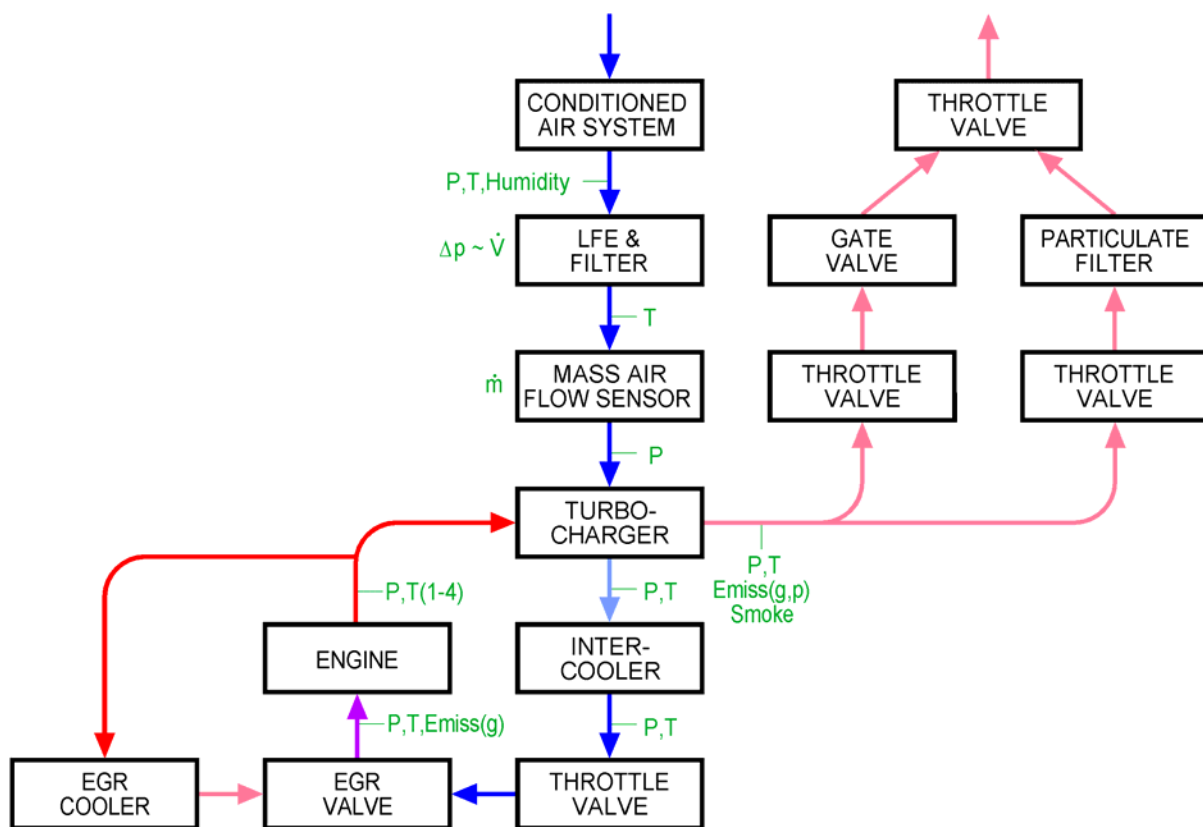 CONDITIONED
AIR SYSTEM
THROTTLE
VALVE
P,T,Humidity
Δp ~ V̇
LFE &
FILTER
GATE
VALVE
PARTICULATE
FILTER
T
ṁ
MASS AIR
FLOW SENSOR
THROTTLE
VALVE
THROTTLE
VALVE
P
TURBO-
CHARGER
P,T
Emiss(g,p)
Smoke
P,T(1-4)
P,T
ENGINE
INTER-
COOLER
P,T,Emiss(g)
P,T
EGR
COOLER
EGR
VALVE
THROTTLE
VALVE